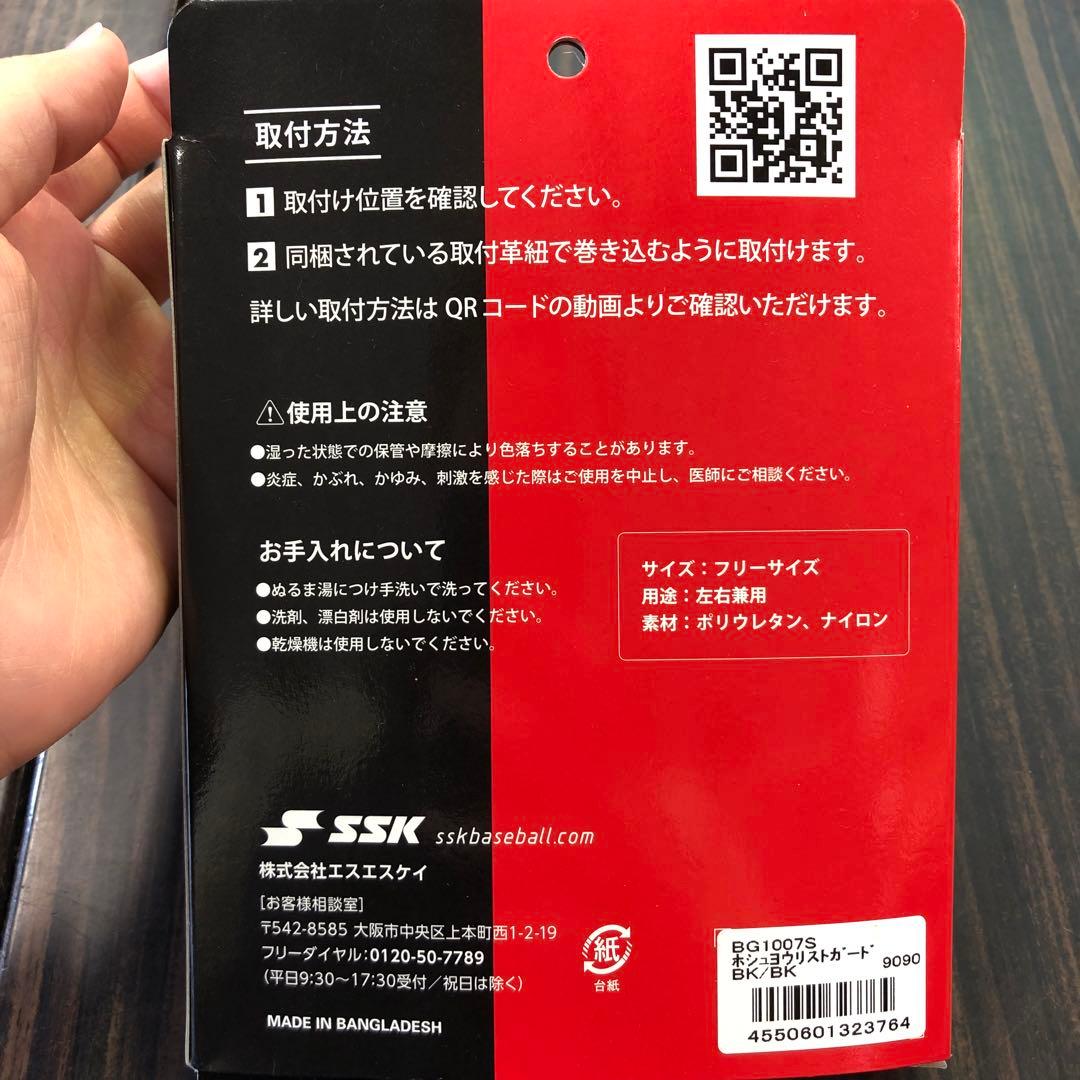 取付方法
1 取付け位置を確認してください。
2 同梱されている取付革紐で巻き込むように取付けます。
詳しい取付方法は QRコードの動画よりご確認いただけます。
⚠使用上の注意
●湿った状態での保管や摩擦により色落ちすることがあります。
●炎症、かぶれ、かゆみ、刺激を感じた際はご使用を中止し、医師にご相談ください。
お手入れについて
●ぬるま湯につけ手洗いで洗ってください。
●洗剤、漂白剤は使用しないでください。
●乾燥機は使用しないでください。
サイズ：フリーサイズ
用途：左右兼用
素材：ポリウレタン、ナイロン
SSK sskbaseball.com
株式会社エスエスケイ
[お客様相談室]
〒542-8585 大阪市中央区上本町西1-2-19
フリーダイヤル：0120-50-7789
（平日9:30〜17:30受付／祝日は除く）
MADE IN BANGLADESH
紙
台紙
BG1007S
ﾎｼｭﾖｳﾘｽﾄｶﾞｰﾄﾞ
BK/BK 9090
4550601323764